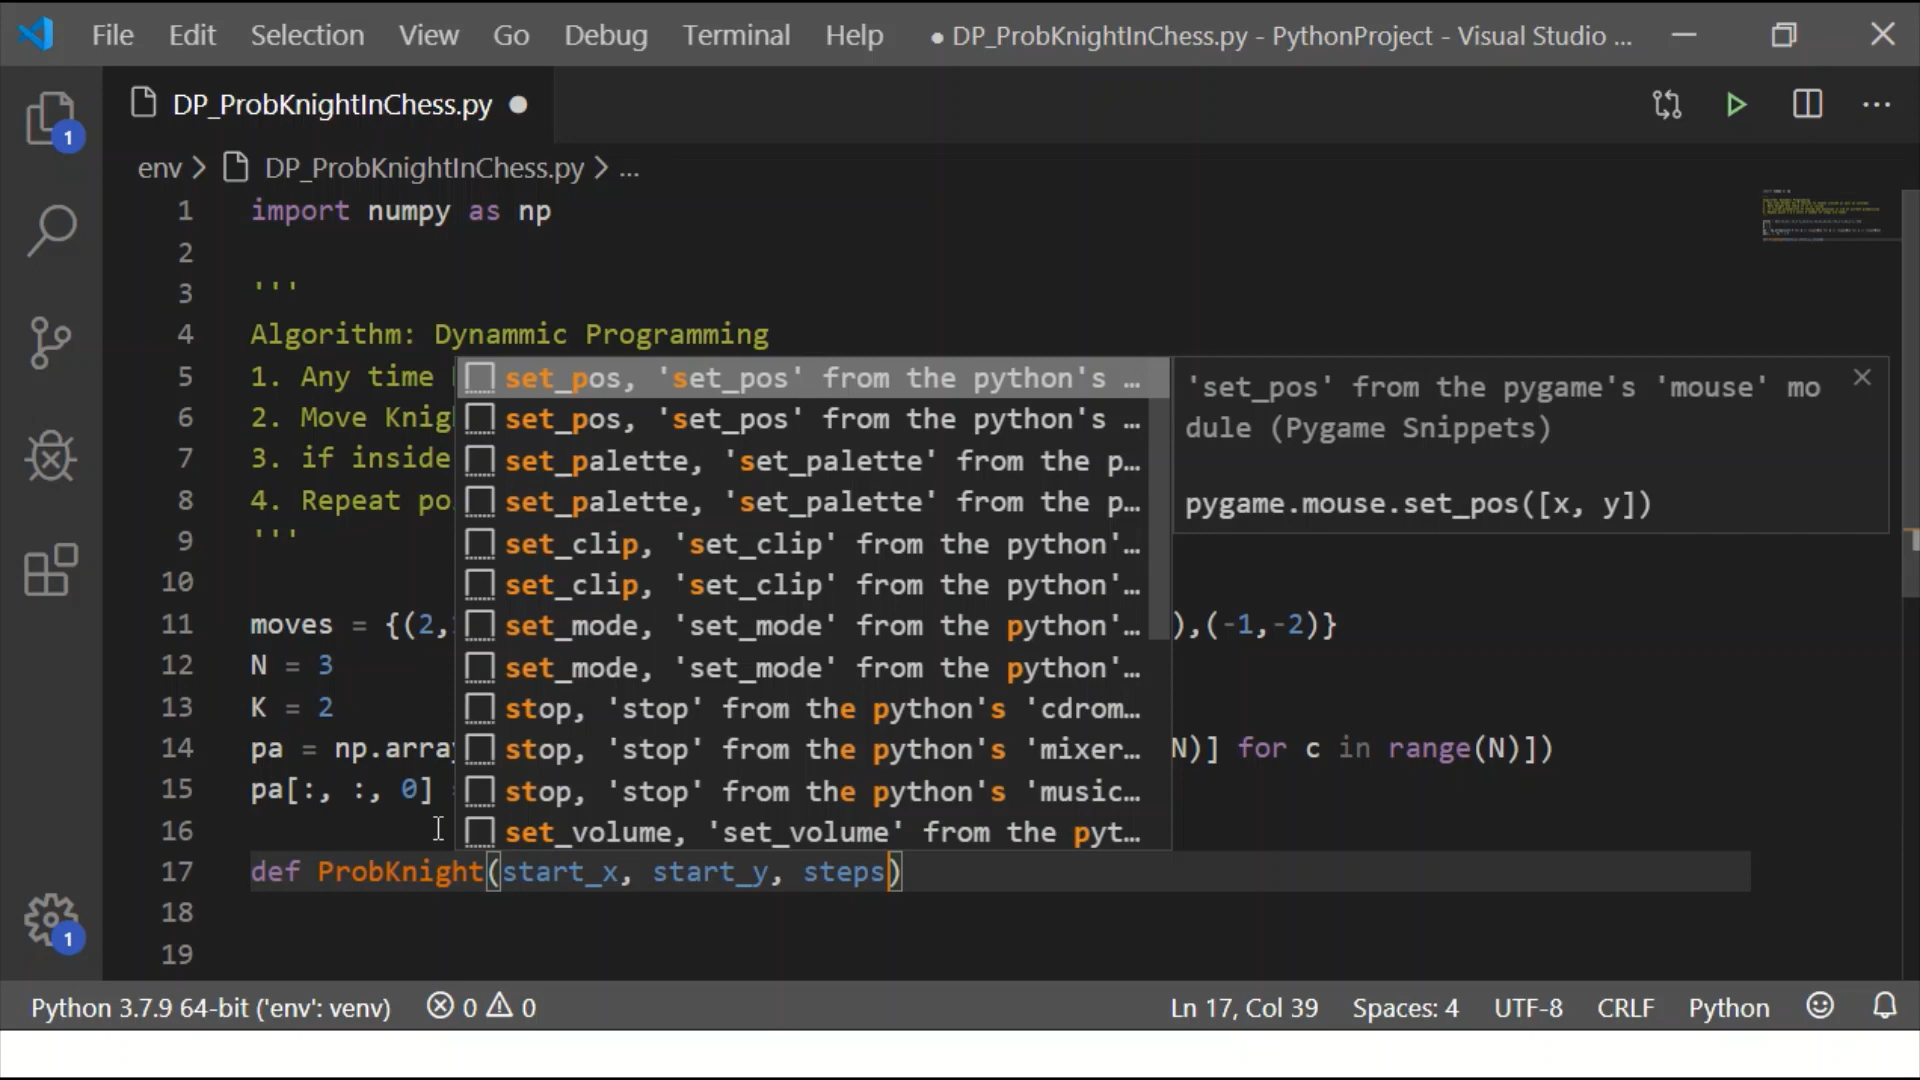 File Edit Selection View Go Debug Terminal Help ● DP_ProbKnightInChess.py - PythonProject - Visual Studio ...
DP_ProbKnightInChess.py ●
env > DP_ProbKnightInChess.py > ...
1 import numpy as np
2
3 '''
4 Algorithm: Dynammic Programming
5 1. Any time
6 2. Move Knig
7 3. if inside
8 4. Repeat po
9 '''
10
11 moves = {(2, ),(-1,-2)}
12 N = 3
13 K = 2
14 pa = np.array N)] for c in range(N)])
15 pa[:, :, 0]
16
17 def ProbKnight(start_x, start_y, steps)
18
19
set_pos, 'set_pos' from the python's ...
set_pos, 'set_pos' from the python's ...
set_palette, 'set_palette' from the p...
set_palette, 'set_palette' from the p...
set_clip, 'set_clip' from the python'...
set_clip, 'set_clip' from the python'...
set_mode, 'set_mode' from the python'...
set_mode, 'set_mode' from the python'...
stop, 'stop' from the python's 'cdrom...
stop, 'stop' from the python's 'mixer...
stop, 'stop' from the python's 'music...
set_volume, 'set_volume' from the pyt...
'set_pos' from the pygame's 'mouse' mo
dule (Pygame Snippets)
pygame.mouse.set_pos([x, y])
1
1
Python 3.7.9 64-bit ('env': venv) 0 0 Ln 17, Col 39 Spaces: 4 UTF-8 CRLF Python